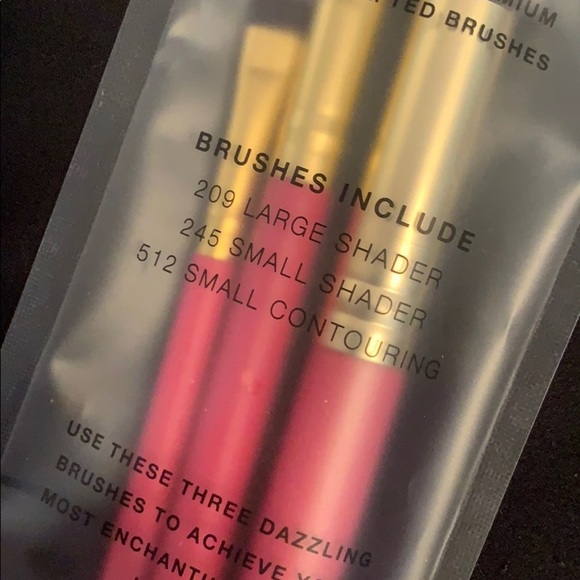 BRUSHES
BRUSHES INCLUDE
209 LARGE SHADER
245 SMALL SHADER
512 SMALL CONTOURING
USE THESE THREE DAZZLING
BRUSHES TO ACHIEVE
MOST